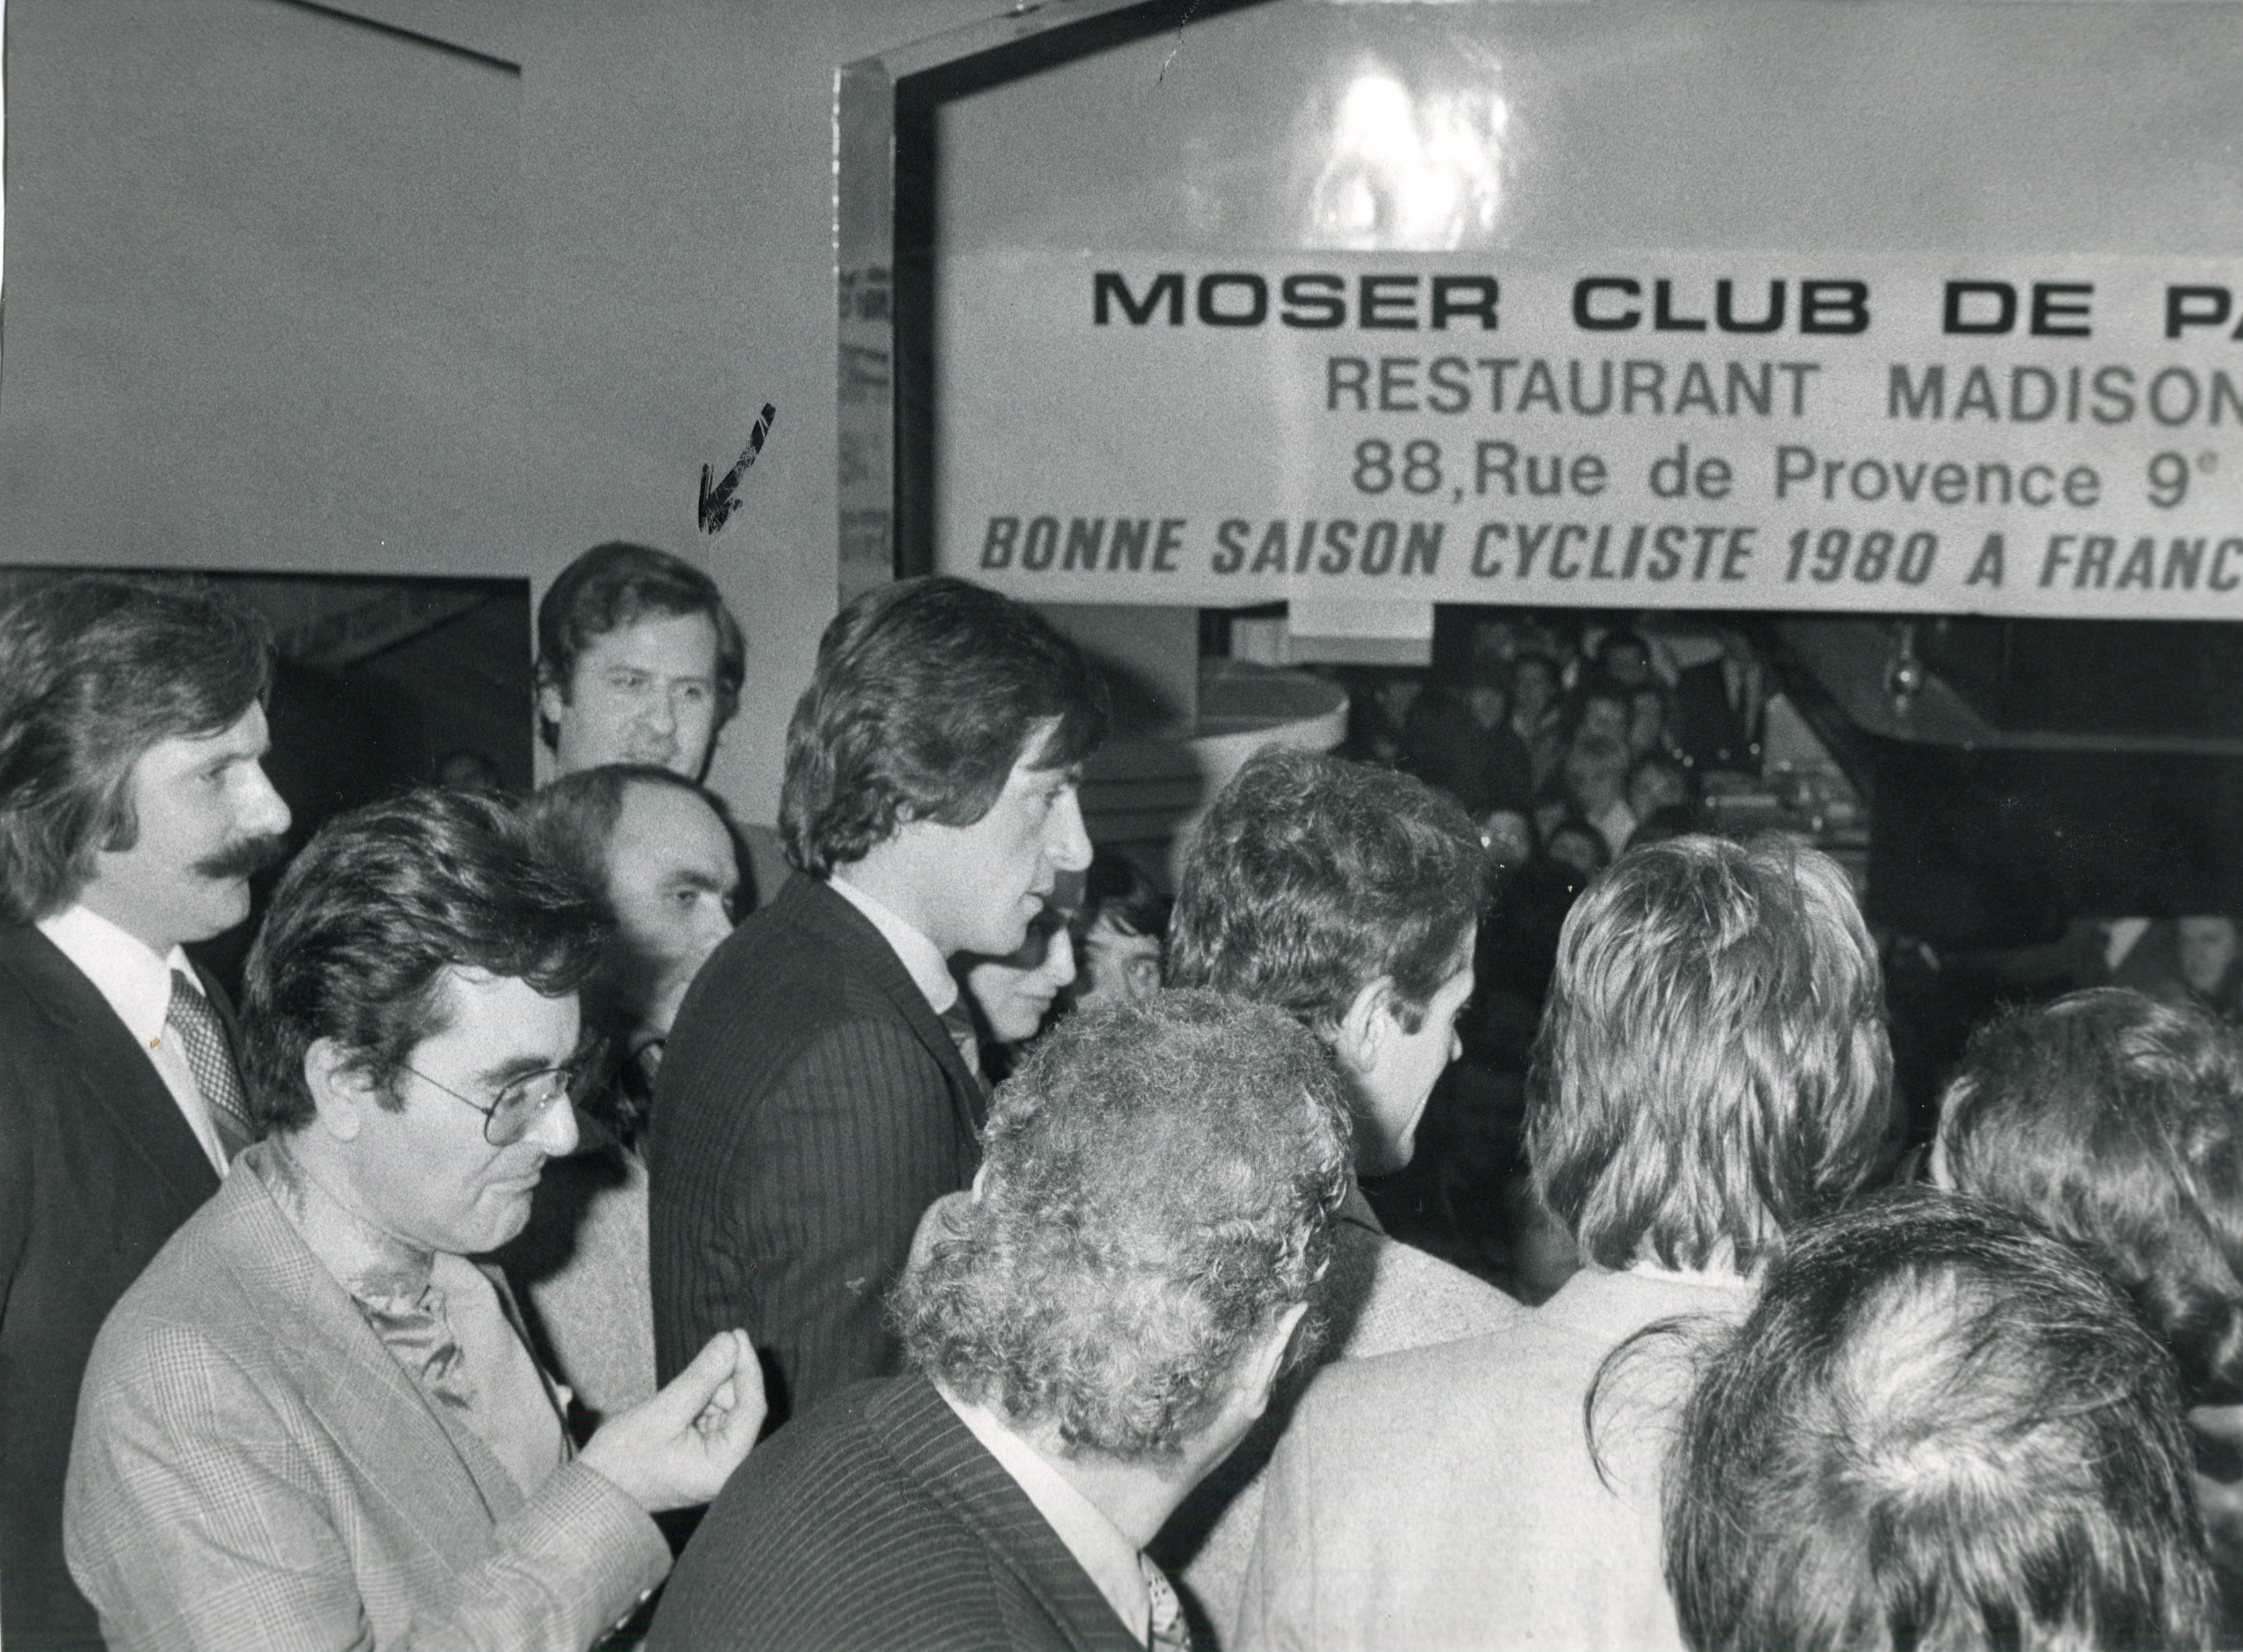 MOSER CLUB DE PA
RESTAURANT MADISON
88, Rue de Provence 9e
BONNE SAISON CYCLISTE 1980 A FRANC